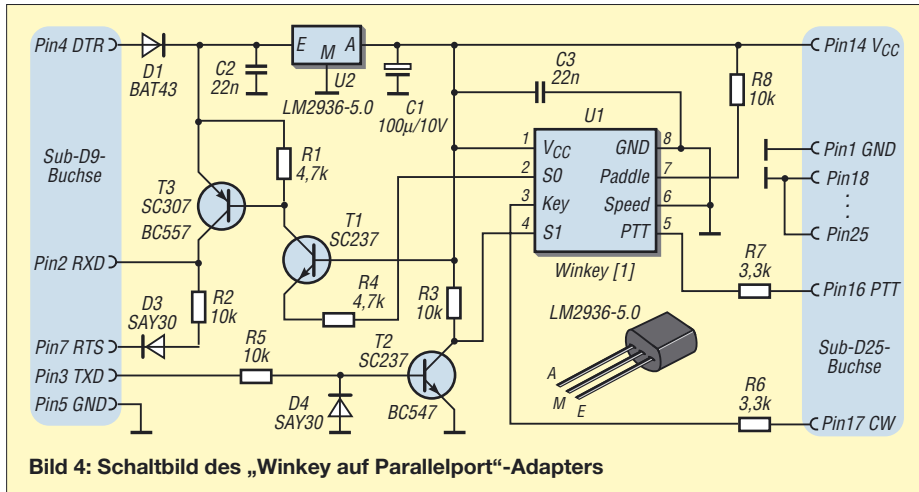 Pin4 DTR
D1
BAT43
C2
22n
E
M
A
U2
LM2936-5.0
C1
100µ/10V
C3
22n
R8
10k
Pin14 VCC
Sub-D9-
Buchse
R1
4,7k
T3
SC307
BC557
T1
SC237
U1
1
VCC
GND
8
2
S0
Paddle
7
3
Key
Speed
6
4
S1
PTT
5
Winkey [1]
Pin1 GND
Pin18
Pin25
Pin2 RXD
R2
10k
R4
4,7k
R3
10k
R7
3,3k
Pin16 PTT
D3
SAY30
Pin7 RTS
R5
10k
T2
SC237
LM2936-5.0
A
M
E
Sub-D25-
Buchse
Pin3 TXD
Pin5 GND
D4
SAY30
BC547
R6
3,3k
Pin17 CW
Bild 4: Schaltbild des „Winkey auf Parallelport“-Adapters